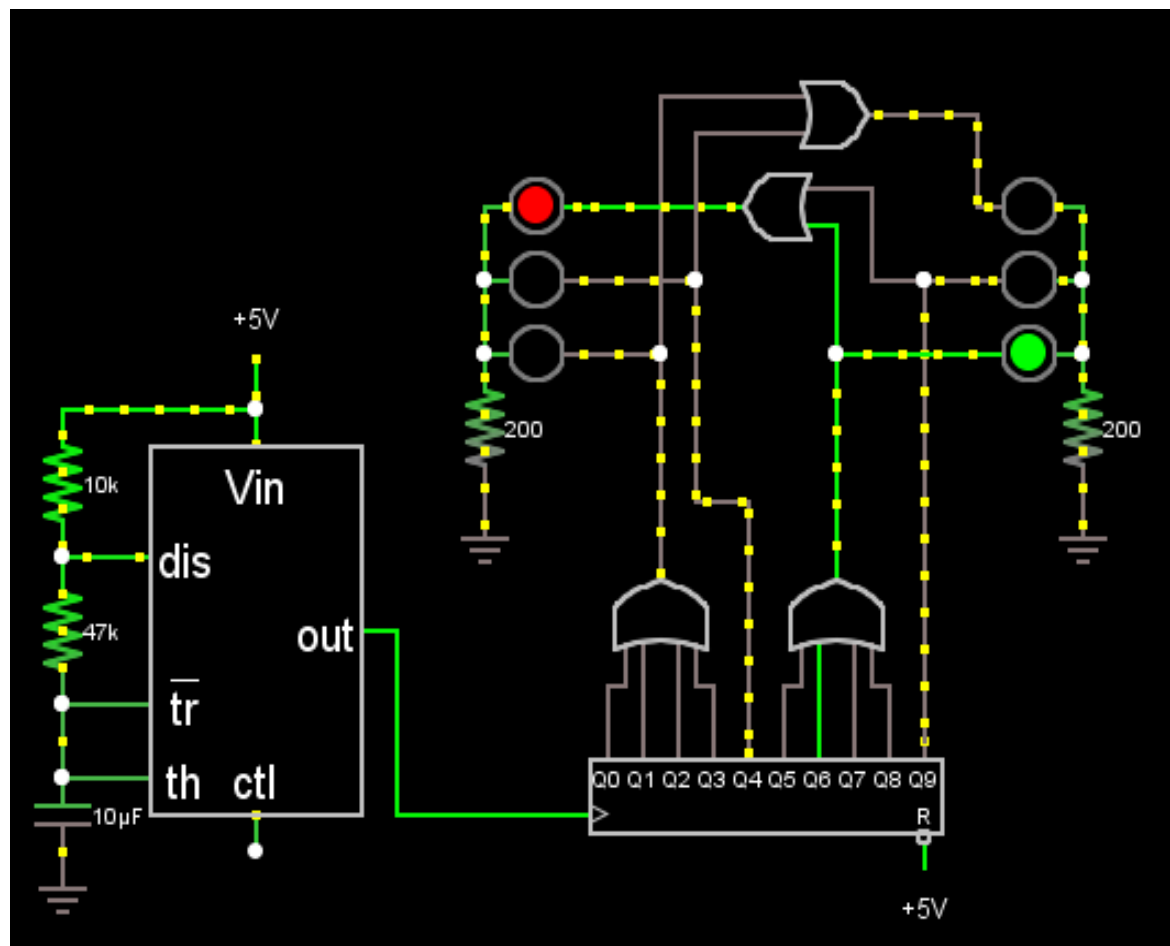 +5V
200
200
10k
Vin
dis
47k
out
tr
th ctl
10μF
Q0 Q1 Q2 Q3 Q4 Q5 Q6 Q7 Q8 Q9
R
+5V